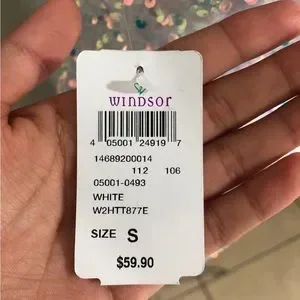 WINDSOR
4 05001 24919 7
14689200014
112 106
05001-0493
WHITE
W2HTT877E
SIZE S
$59.90